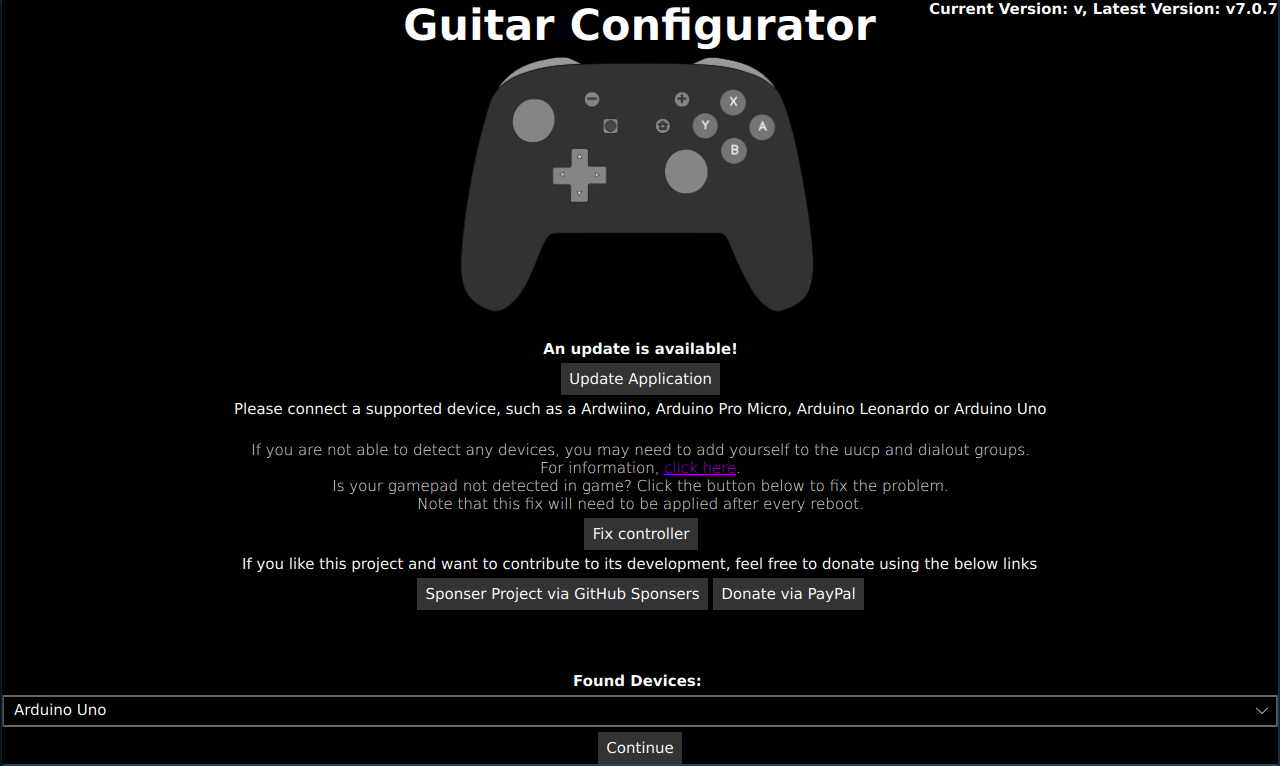 Current Version: v, Latest Version: v7.0.7
Guitar Configurator
X
Y
A
B
An update is available!
Update Application
Please connect a supported device, such as a Ardwiino, Arduino Pro Micro, Arduino Leonardo or Arduino Uno
If you are not able to detect any devices, you may need to add yourself to the uucp and dialout groups.
For information, click here.
Is your gamepad not detected in game? Click the button below to fix the problem.
Note that this fix will need to be applied after every reboot.
Fix controller
If you like this project and want to contribute to its development, feel free to donate using the below links
Sponser Project via GitHub Sponsers
Donate via PayPal
Found Devices:
Arduino Uno
Continue